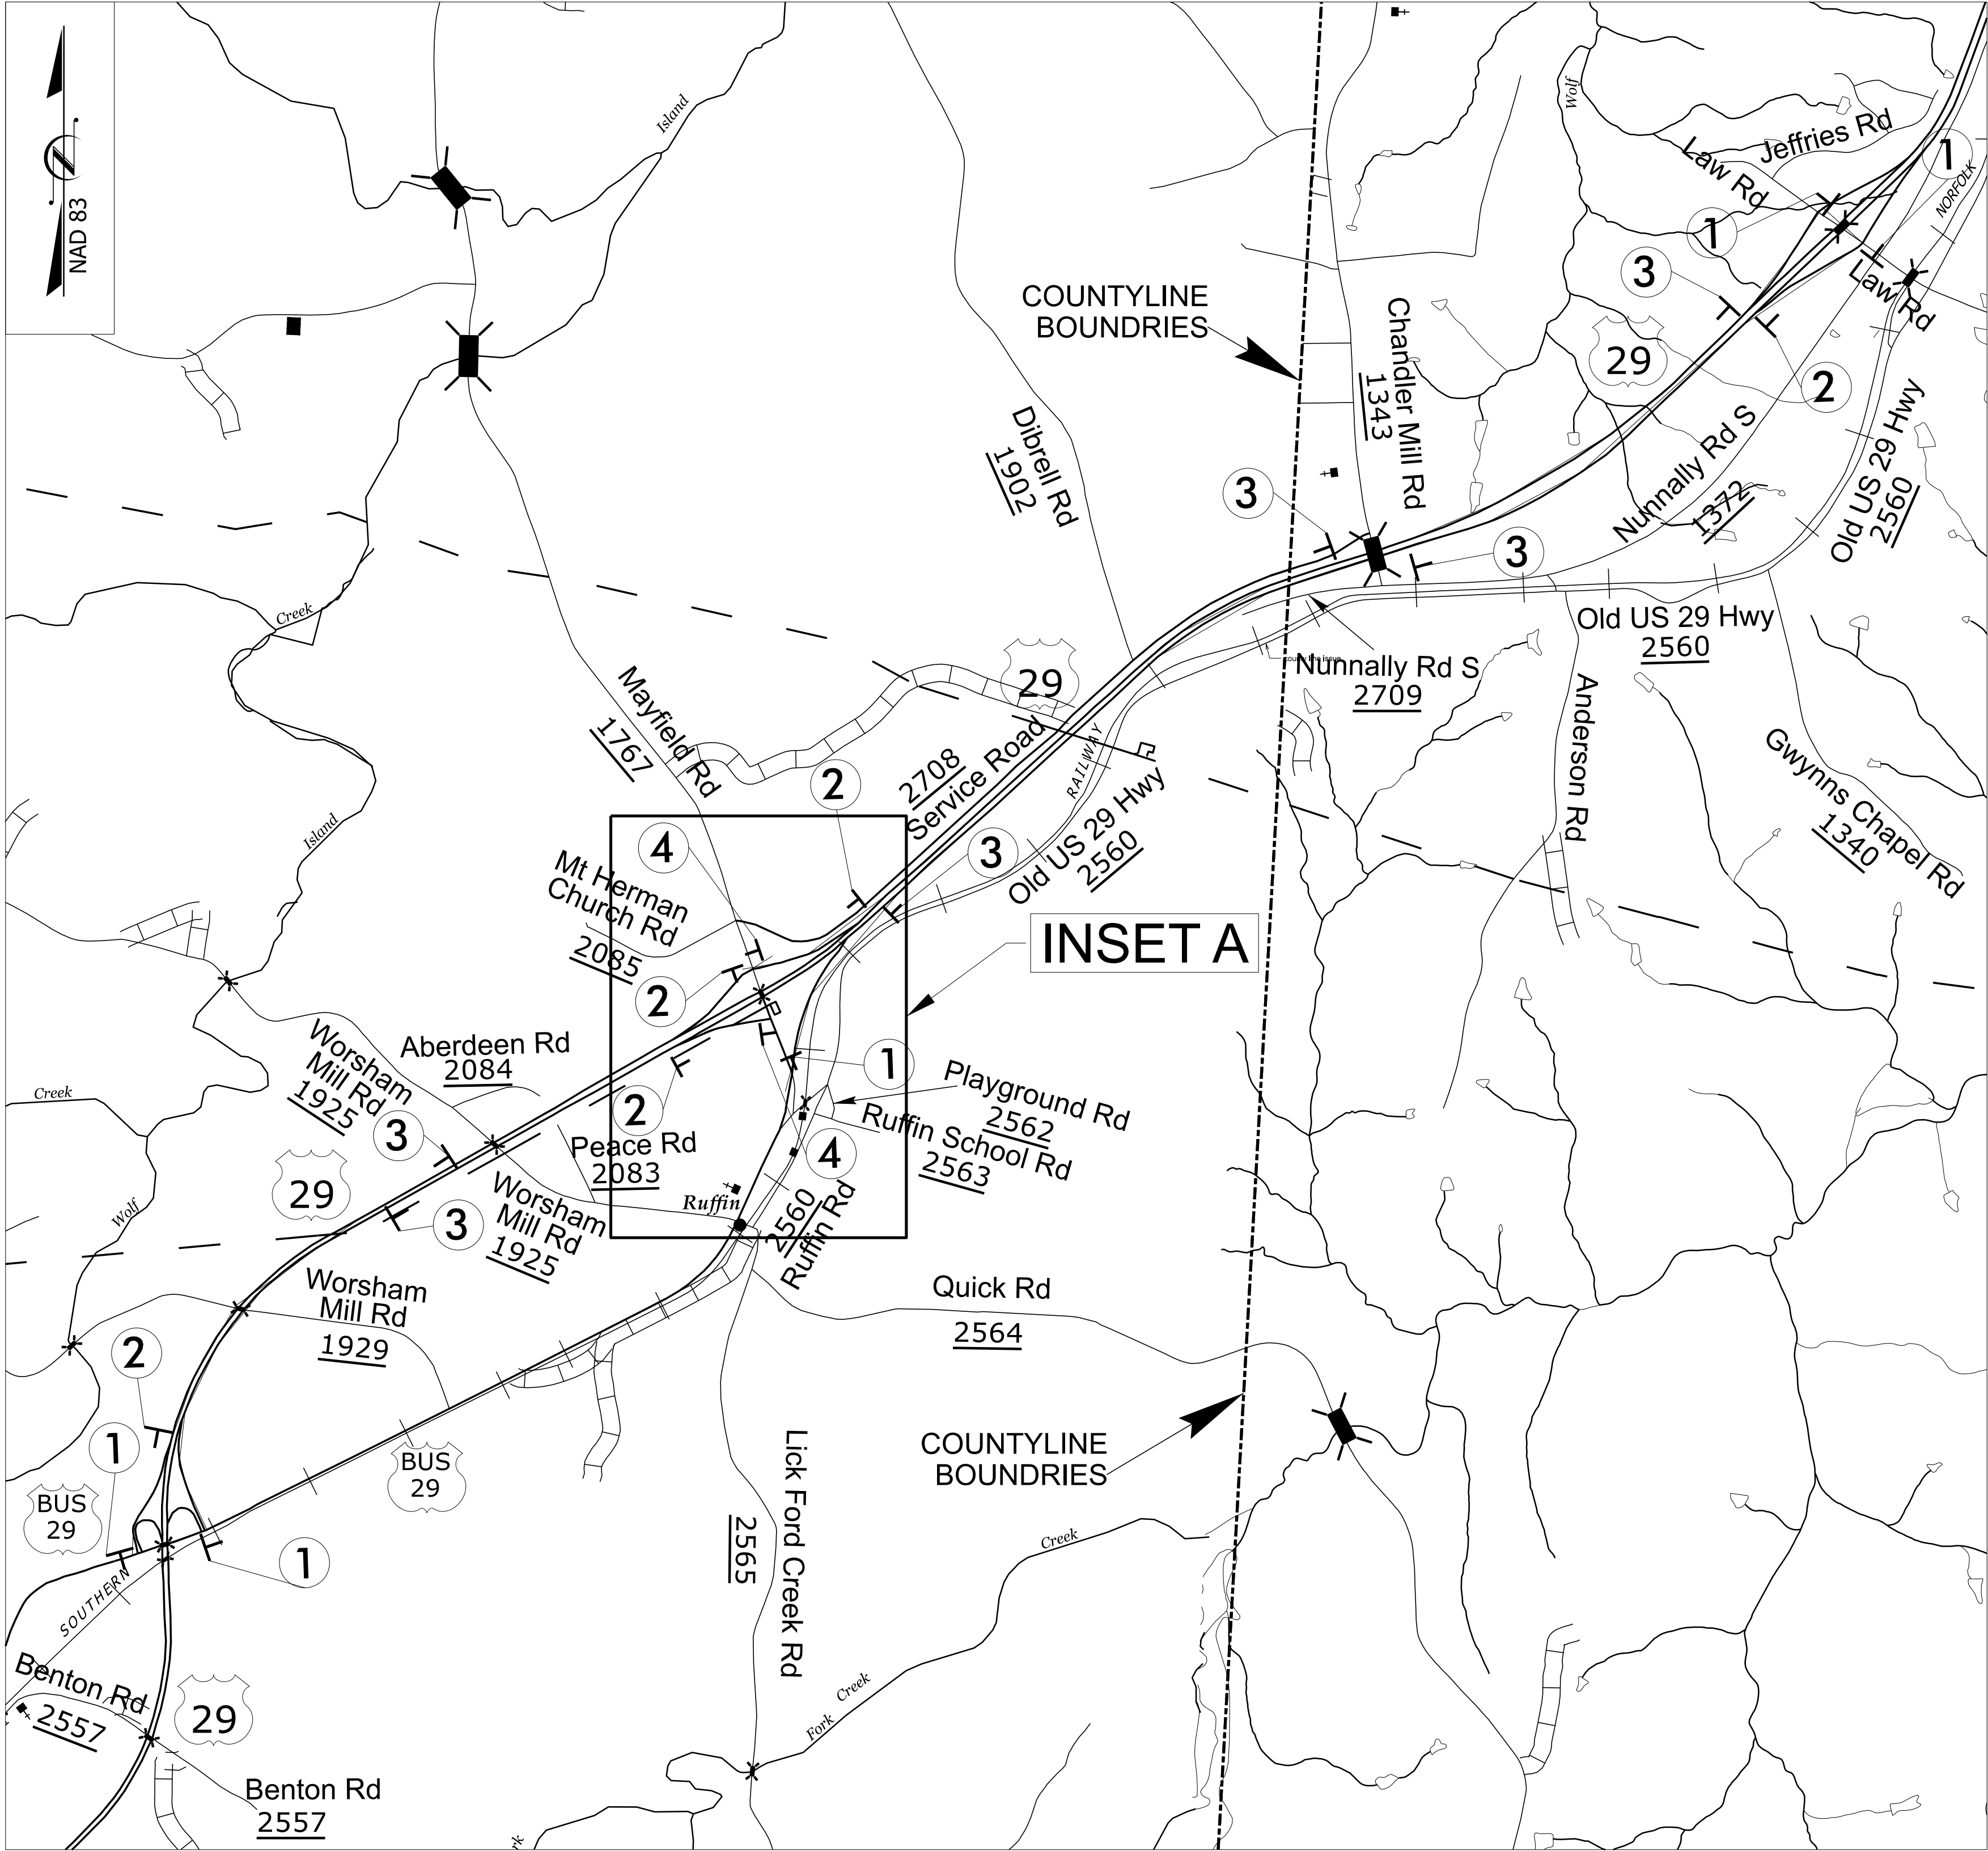 NAD 83
Island
Wolf
Jeffries Rd
Law Rd
1
NORFOLK
1
3
Law Rd
COUNTYLINE
BOUNDRIES
Chandler Mill Rd
1343
29
2
Dibrell Rd
1902
Nunnally Rd S
1372
Old US 29 Hwy
2560
3
3
Creek
Old US 29 Hwy
2560
county line issue
Nunnally Rd S
2709
29
Mayfield Rd
1767
Anderson Rd
RAILWAY
2708
Service Road
2
Gwynns Chapel Rd
1340
Island
4
3
Old US 29 Hwy
2560
Mt Herman
Church Rd
2085
INSET A
2
Worsham
Mill Rd
1925
Aberdeen Rd
2084
Creek
1
Playground Rd
2562
2
3
Peace Rd
2083
Ruffin School Rd
2563
4
29
Wolf
3
Worsham
Mill Rd
1925
Ruffin
2560
Ruffin Rd
Worsham
Mill Rd
1929
Quick Rd
2564
2
1
COUNTYLINE
BOUNDRIES
BUS
29
BUS
29
Lick Ford Creek Rd
2565
1
Creek
SOUTHERN
Benton Rd
2557
29
Creek
Fork
Benton Rd
2557
rk